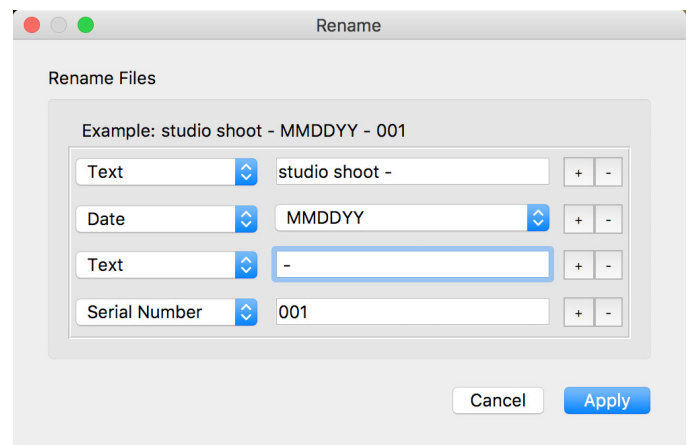 Rename
Rename Files
Example: studio shoot - MMDDYY - 001
Text studio shoot - + -
Date MMDDYY + -
Text - + -
Serial Number 001 + -
Cancel Apply